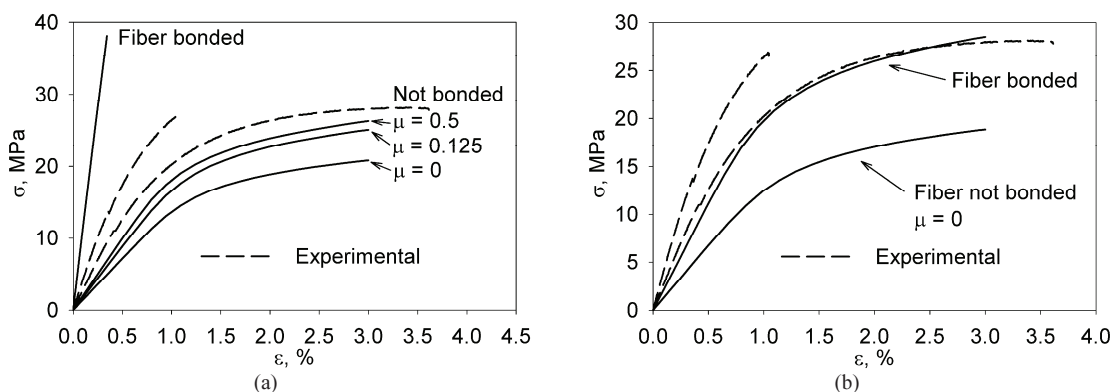 40
30
20
10
0
σ, MPa
Fiber bonded
Not bonded
μ = 0.5
μ = 0.125
μ = 0
Experimental
0.0 0.5 1.0 1.5 2.0 2.5 3.0 3.5 4.0 4.5
ε, %
(a)
30
25
20
15
10
5
0
σ, MPa
Fiber bonded
Fiber not bonded
μ = 0
Experimental
0.0 0.5 1.0 1.5 2.0 2.5 3.0 3.5 4.0
ε, %
(b)